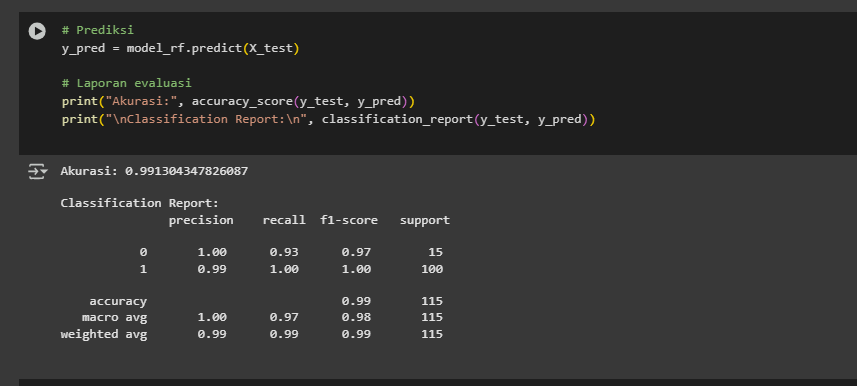 # Prediksi
y_pred = model_rf.predict(X_test)
# Laporan evaluasi
print("Akurasi:", accuracy_score(y_test, y_pred))
print("\nClassification Report:\n", classification_report(y_test, y_pred))
Akurasi: 0.991304347826087
Classification Report:
precision recall f1-score support
0 1.00 0.93 0.97 15
1 0.99 1.00 1.00 100
accuracy 0.99 115
macro avg 1.00 0.97 0.98 115
weighted avg 0.99 0.99 0.99 115